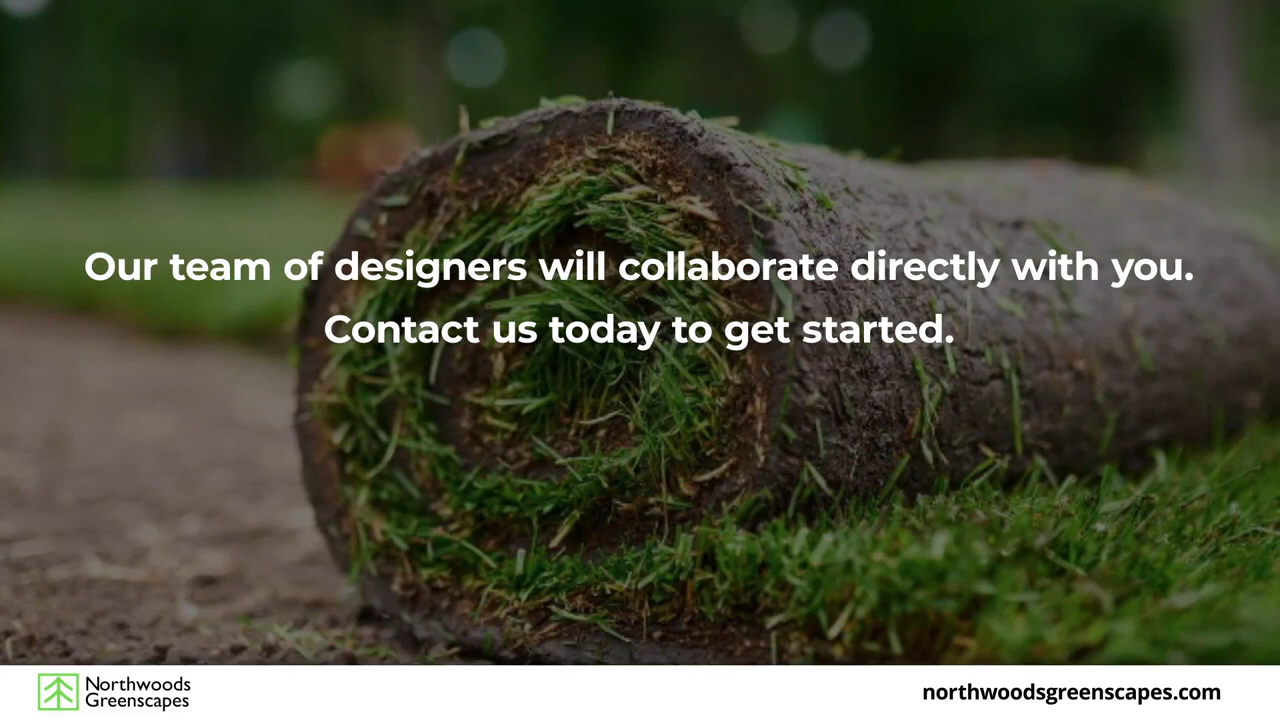 Our team of designers will collaborate directly with you.
Contact us today to get started.
Northwoods
Greenscapes
northwoodsgreenscapes.com